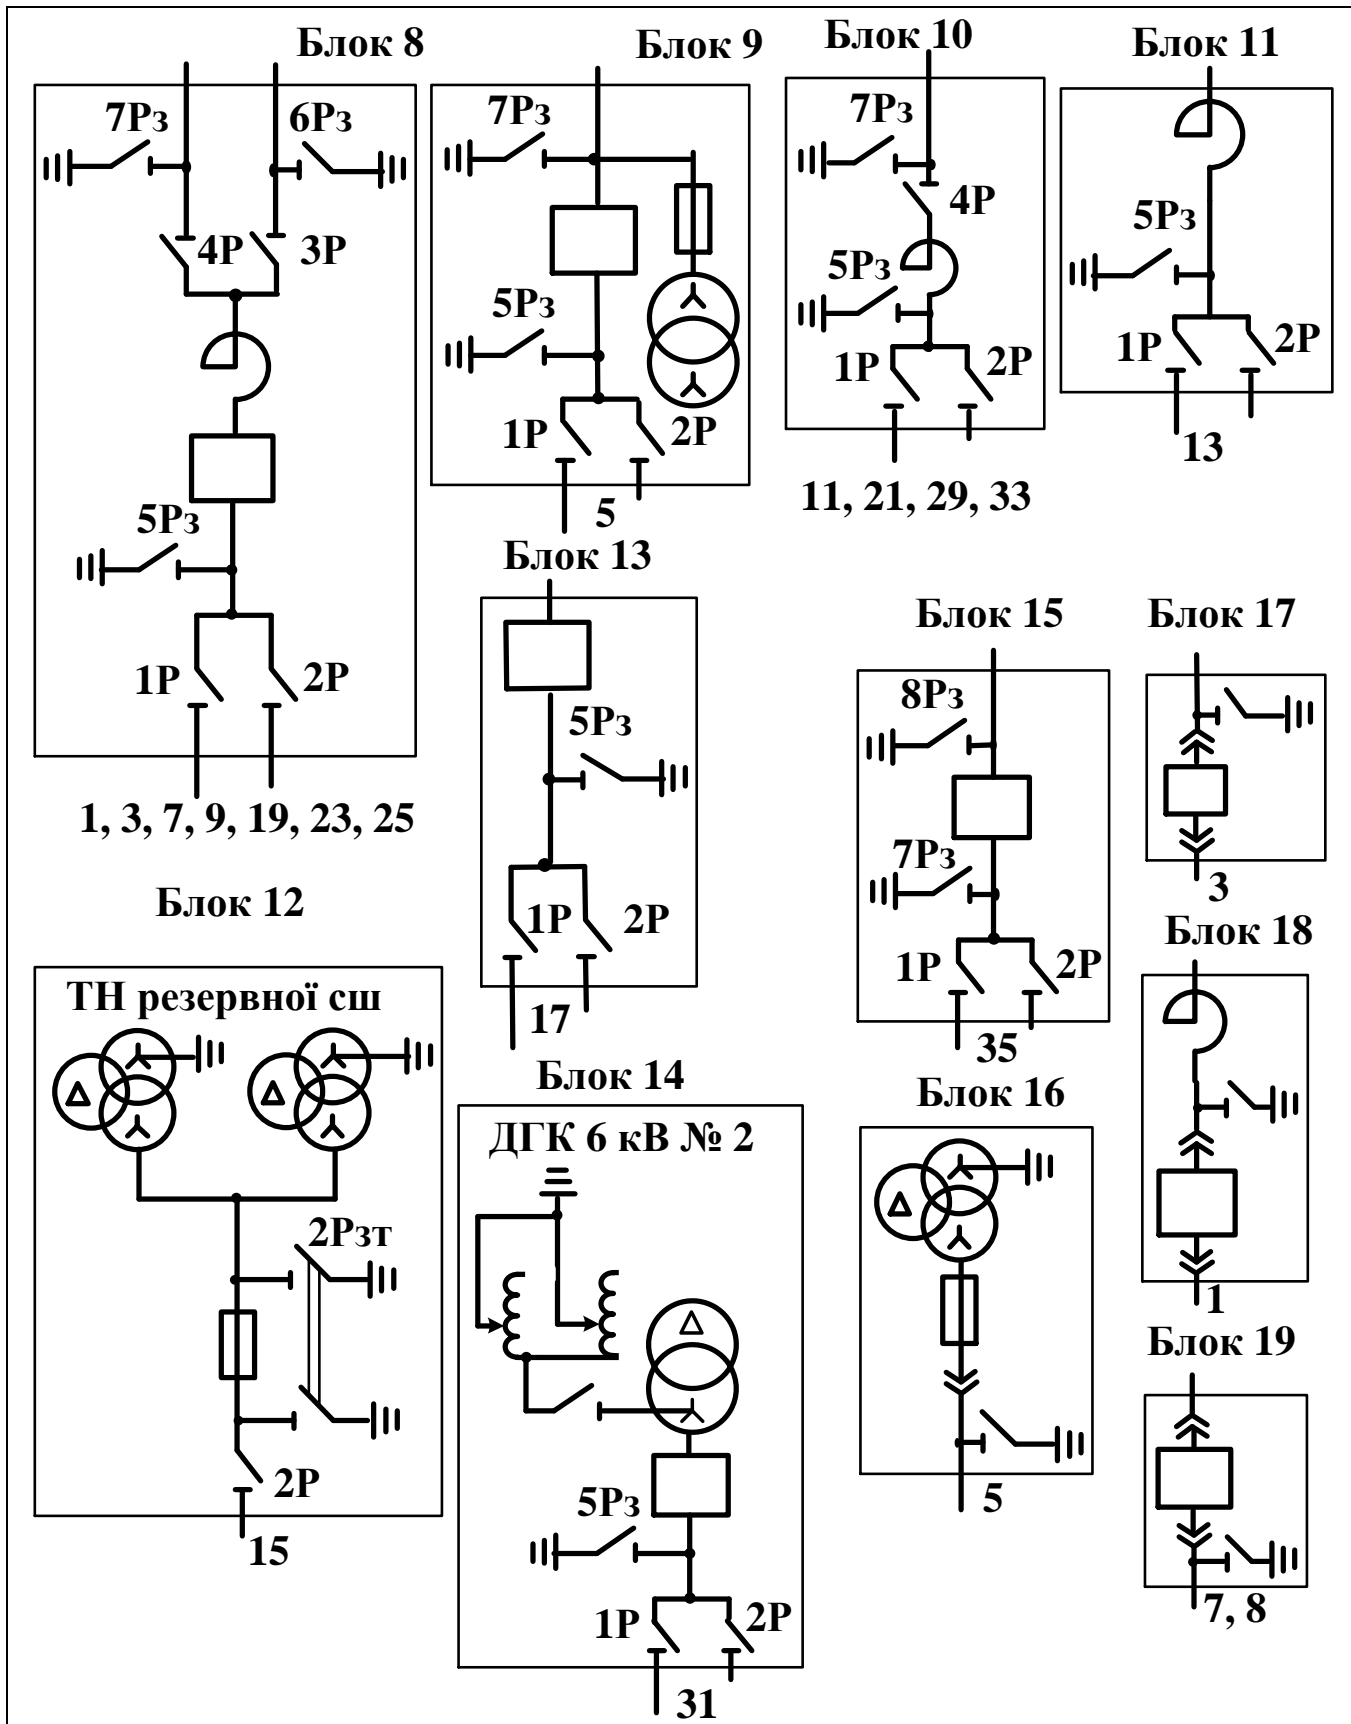 Блок 8
7Рз
6Рз
4Р
3Р
5Рз
1Р
2Р
1, 3, 7, 9, 19, 23, 25
Блок 9
7Рз
5Рз
1Р
2Р
5
Блок 10
7Рз
4Р
5Рз
1Р
2Р
11, 21, 29, 33
Блок 11
5Рз
1Р
2Р
13
Блок 12
ТН резервної сш
2Рзт
2Р
15
Блок 13
5Рз
1Р
2Р
17
Блок 14
ДГК 6 кВ № 2
5Рз
1Р
2Р
31
Блок 15
8Рз
7Рз
1Р
2Р
35
Блок 16
5
Блок 17
3
Блок 18
1
Блок 19
7, 8